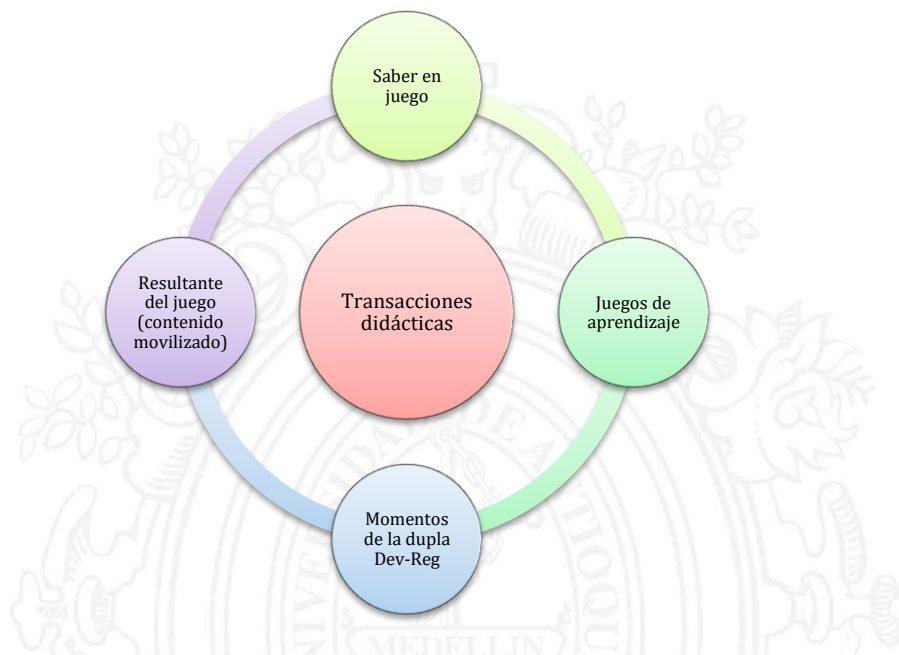 Saber en
juego
Resultante
del juego
(contenido
movilizado)
Transacciones
didácticas
Juegos de
aprendizaje
Momentos
de la dupla
Dev-Reg
MEDELLIN